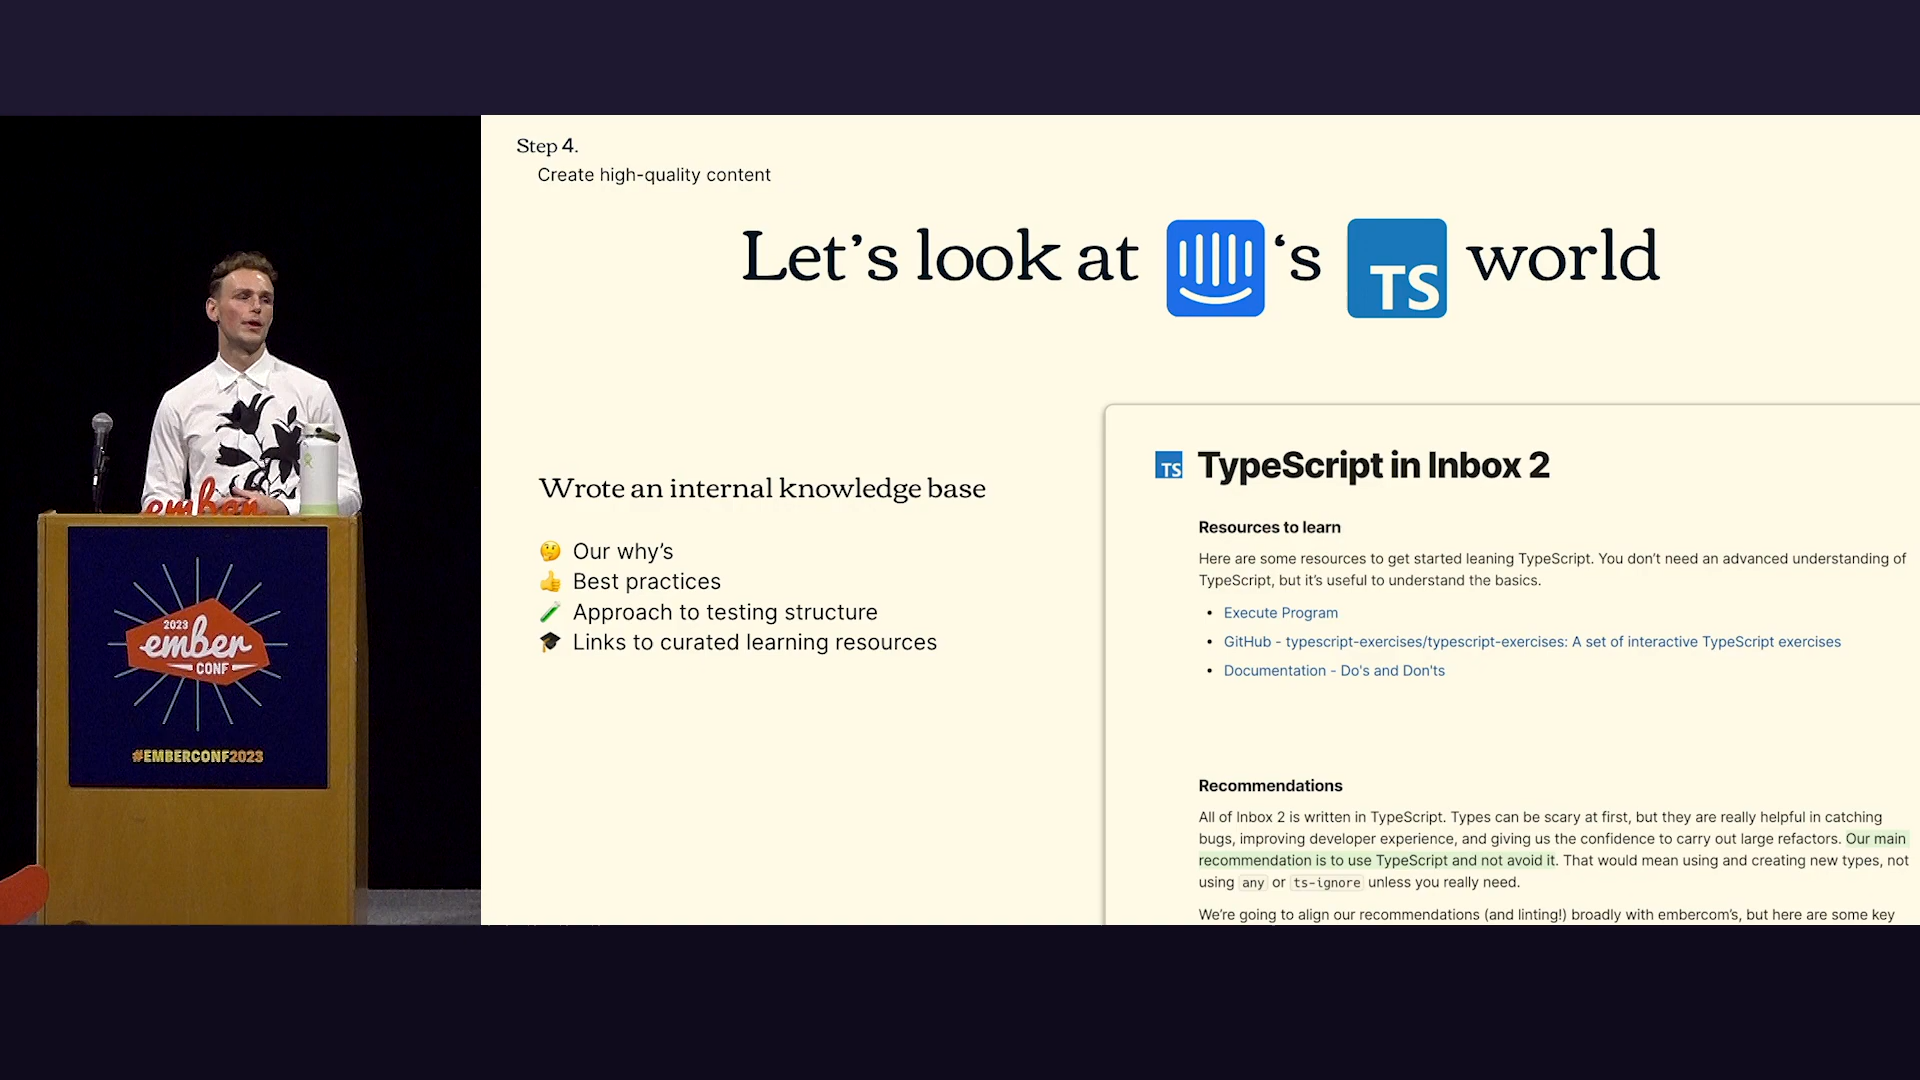 Step 4.
Create high-quality content
Let’s look at ‘s TS world
Wrote an internal knowledge base
🤔 Our why’s
👍 Best practices
🧪 Approach to testing structure
🎓 Links to curated learning resources
TS TypeScript in Inbox 2
Resources to learn
Here are some resources to get started leaning TypeScript. You don’t need an advanced understanding of
TypeScript, but it’s useful to understand the basics.
• Execute Program
• GitHub - typescript-exercises/typescript-exercises: A set of interactive TypeScript exercises
• Documentation - Do's and Don'ts
Recommendations
All of Inbox 2 is written in TypeScript. Types can be scary at first, but they are really helpful in catching
bugs, improving developer experience, and giving us the confidence to carry out large refactors. Our main
recommendation is to use TypeScript and not avoid it. That would mean using and creating new types, not
using any or ts-ignore unless you really need.
We’re going to align our recommendations (and linting!) broadly with embercom’s, but here are some key
ember
2023
ember
CONF
#EMBERCONF2023